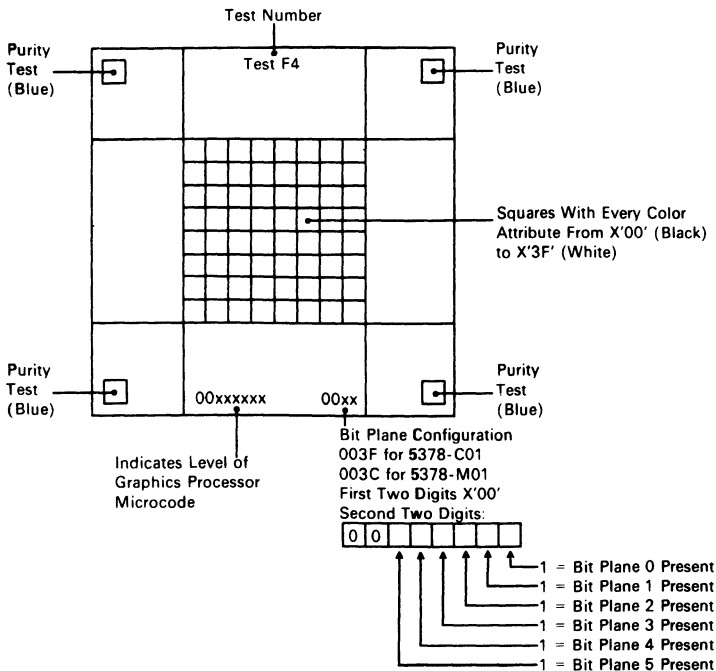 Test Number
Purity
Test
(Blue)
Test F4
Purity
Test
(Blue)
Squares With Every Color
Attribute From X'00' (Black)
to X'3F' (White)
Purity
Test
(Blue)
00xxxxxx
00xx
Purity
Test
(Blue)
Indicates Level of
Graphics Processor
Microcode
Bit Plane Configuration
003F for 5378-C01
003C for 5378-M01
First Two Digits X'00'
Second Two Digits:
0 0
1 = Bit Plane 0 Present
1 = Bit Plane 1 Present
1 = Bit Plane 2 Present
1 = Bit Plane 3 Present
1 = Bit Plane 4 Present
1 = Bit Plane 5 Present